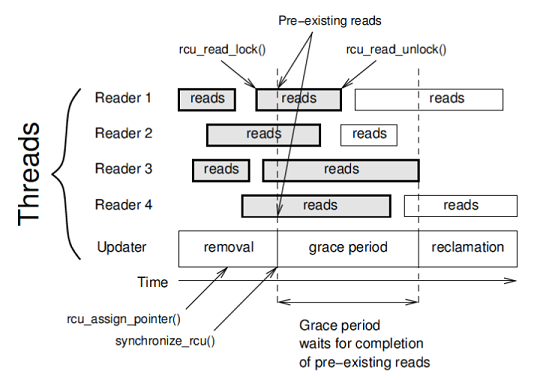 Pre-existing reads
rcu_read_lock()
rcu_read_unlock()
Threads
Reader 1
reads
reads
reads
Reader 2
reads
reads
Reader 3
reads
reads
Reader 4
reads
reads
Updater
removal
grace period
reclamation
Time
rcu_assign_pointer()
synchronize_rcu()
Grace period
waits for completion
of pre-existing reads